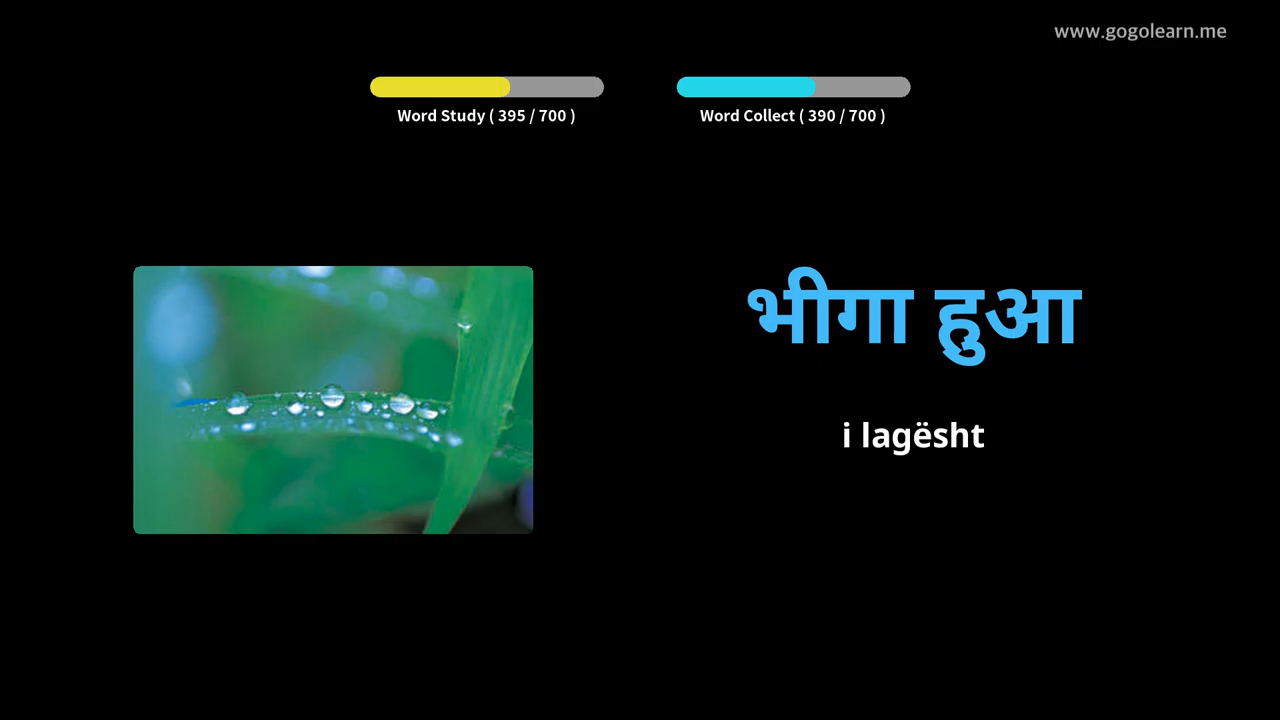 www.gogolearn.me
Word Study ( 395 / 700 )
Word Collect ( 390 / 700 )
भीगा हुआ
i lagësht